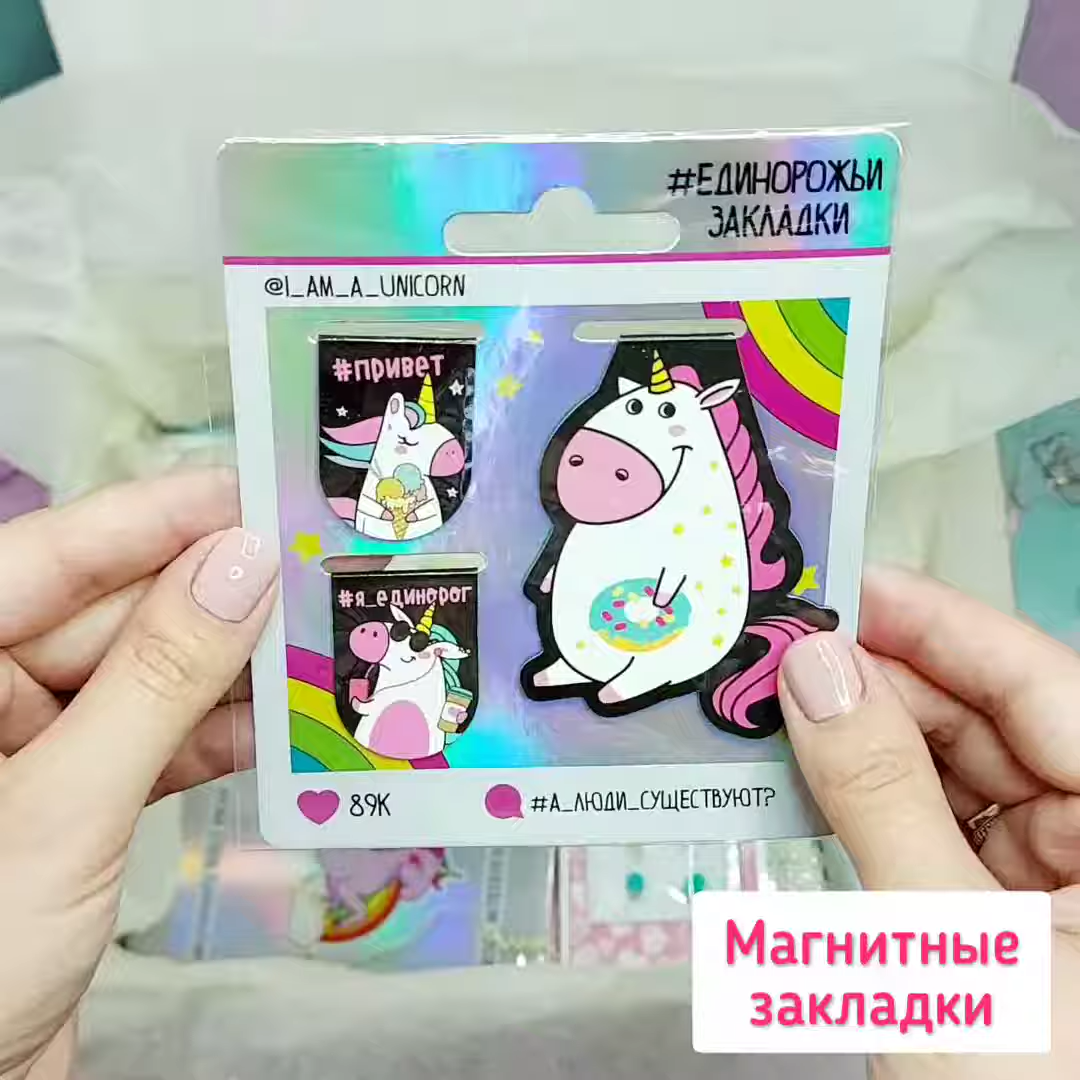 #ЕДИНОРОЖЬИ
ЗАКЛАДКИ
@I_AM_A_UNICORN
#ПРИВЕТ
#Я_ЕДИНОРОГ
89K
#А_ЛЮДИ_СУЩЕСТВУЮТ?
Магнитные
закладки